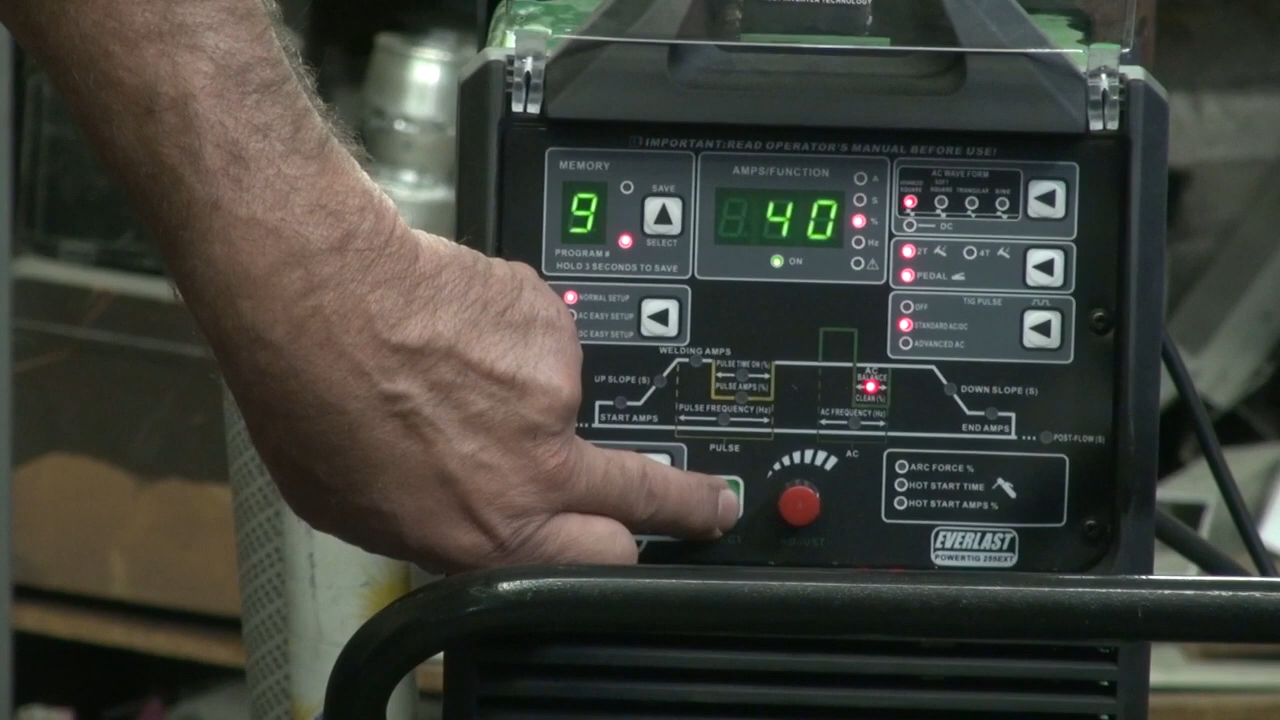 IMPORTANT:READ OPERATOR'S MANUAL BEFORE USE!
MEMORY
9
SAVE
SELECT
PROGRAM #
HOLD 3 SECONDS TO SAVE
AMPS/FUNCTION
40
ON
A
S
%
Hz
AC WAVE FORM
ADVANCED SQUARE
SOFT SQUARE
TRIANGULAR
SINE
DC
2T
4T
PEDAL
NORMAL SETUP
AC EASY SETUP
DC EASY SETUP
TIG PULSE
OFF
STANDARD AC/DC
ADVANCED AC
WELDING AMPS
UP SLOPE (S)
START AMPS
PULSE TIME ON (%)
PULSE AMPS (%)
PULSE FREQUENCY (Hz)
PULSE
AC BALANCE
CLEAN (%)
AC FREQUENCY (Hz)
AC
DOWN SLOPE (S)
END AMPS
POST-FLOW (S)
ARC FORCE %
HOT START TIME
HOT START AMPS %
ADJUST
EVERLAST
POWERTIG 255EXT